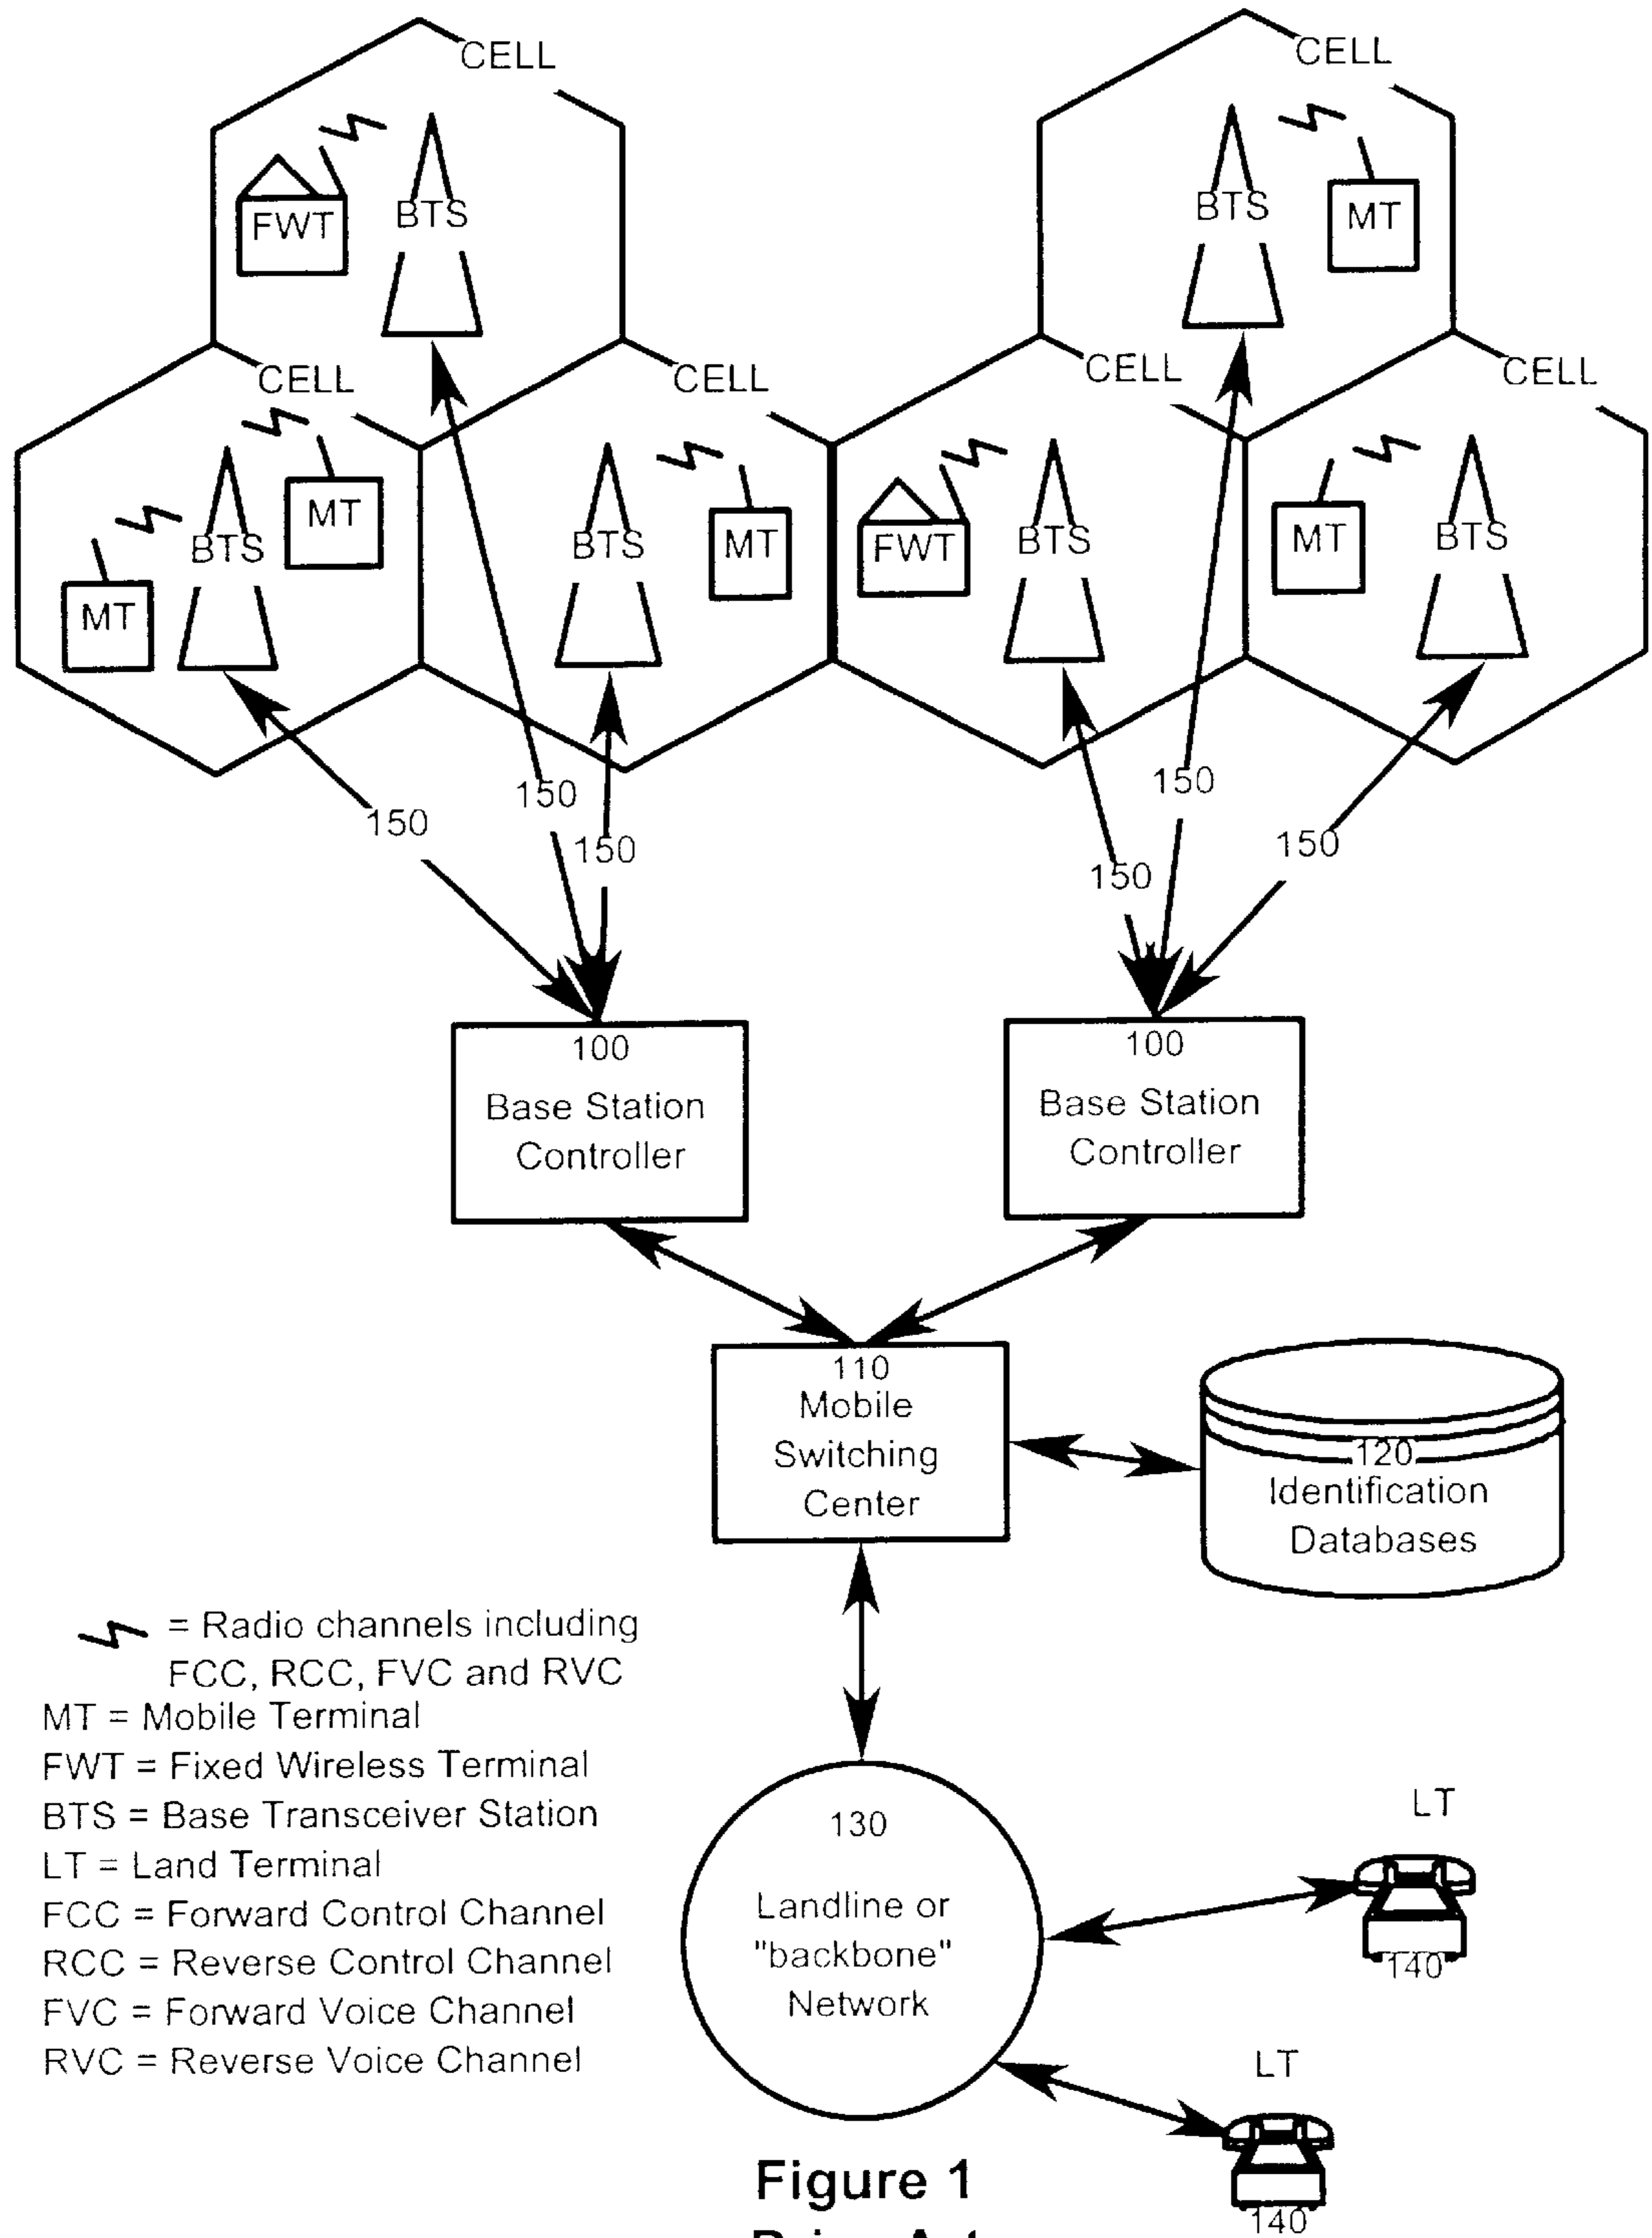 CELL
CELL
FWT
BTS
BTS
MT
CELL
CELL
CELL
CELL
MT
BTS
MT
BTS
MT
FWT
BTS
MT
BTS
150
150
150
150
150
150
100
Base Station
Controller
100
Base Station
Controller
110
Mobile
Switching
Center
120
Identification
Databases
= Radio channels including
FCC, RCC, FVC and RVC
MT = Mobile Terminal
FWT = Fixed Wireless Terminal
BTS = Base Transceiver Station
LT = Land Terminal
FCC = Forward Control Channel
RCC = Reverse Control Channel
FVC = Forward Voice Channel
RVC = Reverse Voice Channel
130
Landline or
"backbone"
Network
LT
140
LT
140
Figure 1
Prior Art